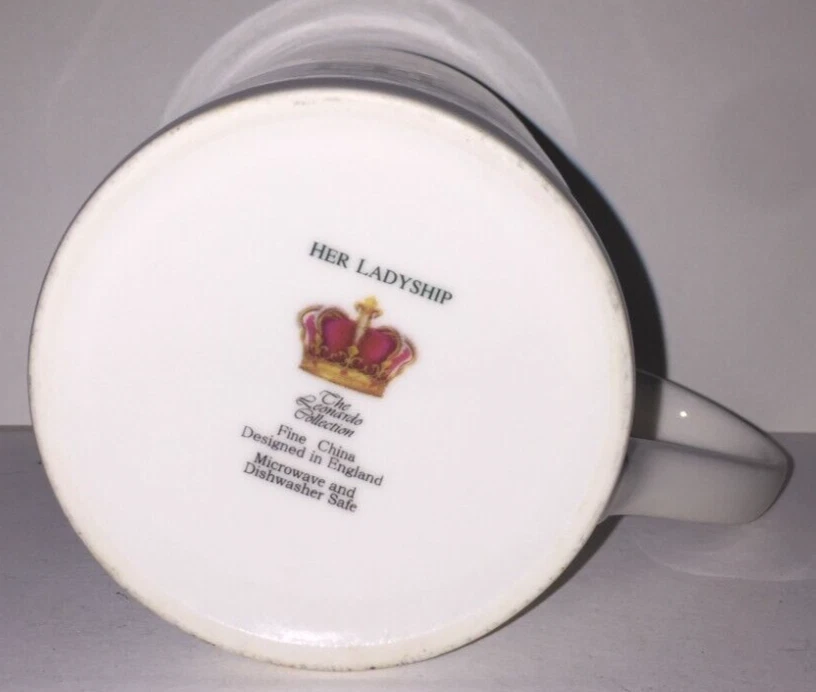 HER LADYSHIP
The
Leonardo
Collection
Fine China
Designed in England
Microwave and
Dishwasher Safe